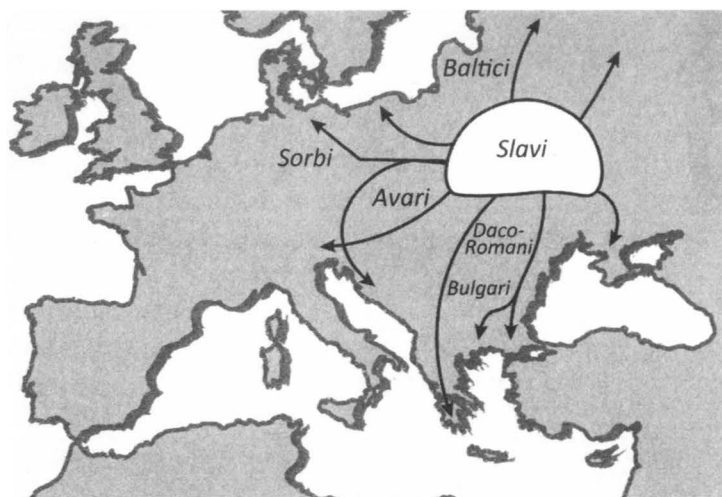 Baltici
Slavi
Sorbi
Avari
Daco-
Romani
Bulgari